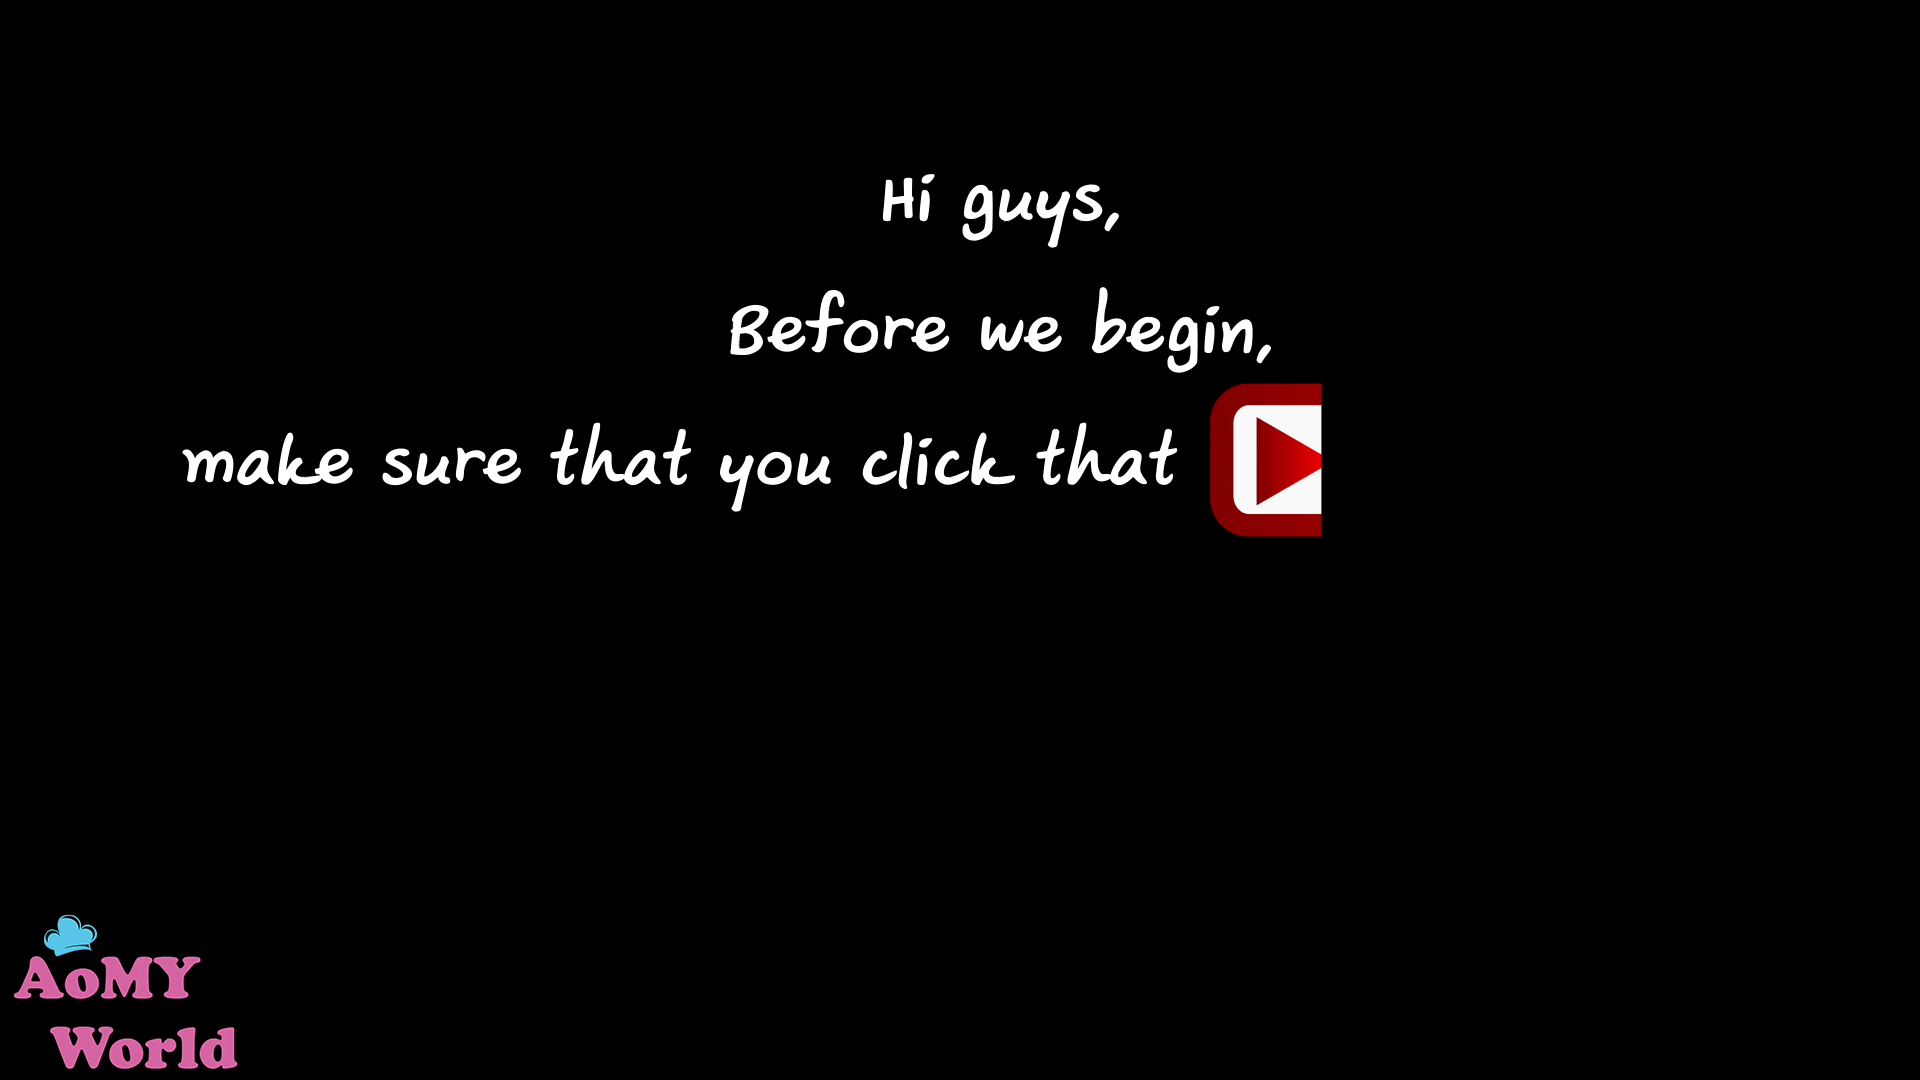 Hi guys,
Before we begin,
make sure that you click that
AoMY
World